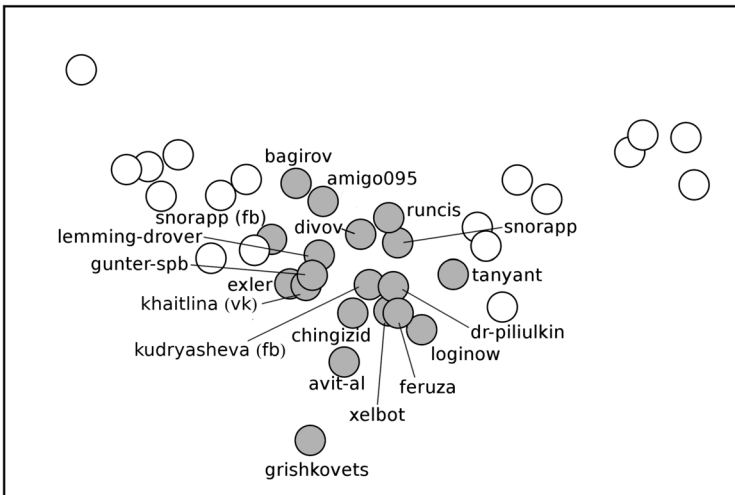 bagirov
amigo095
runcis
snorapp (fb)
divov
snorapp
lemming-drover
gunter-spb
tanyant
exler
khaitlina (vk)
dr-piliulkin
chingizid
kudryasheva (fb)
loginow
avit-al
feruza
xelbot
grishkovets